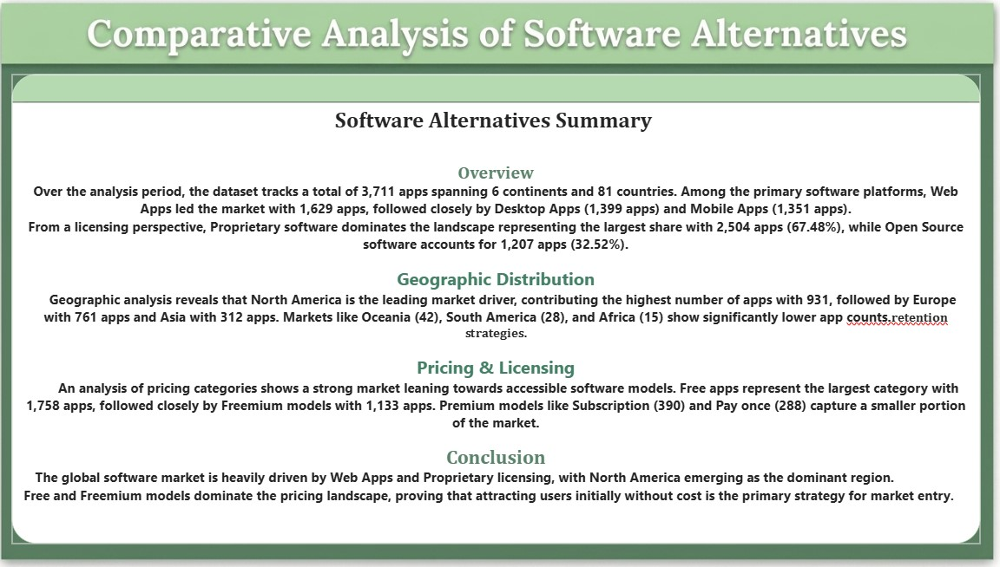 Comparative Analysis of Software Alternatives
Software Alternatives Summary
Overview
Over the analysis period, the dataset tracks a total of 3,711 apps spanning 6 continents and 81 countries. Among the primary software platforms, Web
Apps led the market with 1,629 apps, followed closely by Desktop Apps (1,399 apps) and Mobile Apps (1,351 apps).
From a licensing perspective, Proprietary software dominates the landscape representing the largest share with 2,504 apps (67.48%), while Open Source
software accounts for 1,207 apps (32.52%).
Geographic Distribution
Geographic analysis reveals that North America is the leading market driver, contributing the highest number of apps with 931, followed by Europe
with 761 apps and Asia with 312 apps. Markets like Oceania (42), South America (28), and Africa (15) show significantly lower app counts.retention
strategies.
Pricing & Licensing
An analysis of pricing categories shows a strong market leaning towards accessible software models. Free apps represent the largest category with
1,758 apps, followed closely by Freemium models with 1,133 apps. Premium models like Subscription (390) and Pay once (288) capture a smaller portion
of the market.
Conclusion
The global software market is heavily driven by Web Apps and Proprietary licensing, with North America emerging as the dominant region.
Free and Freemium models dominate the pricing landscape, proving that attracting users initially without cost is the primary strategy for market entry.